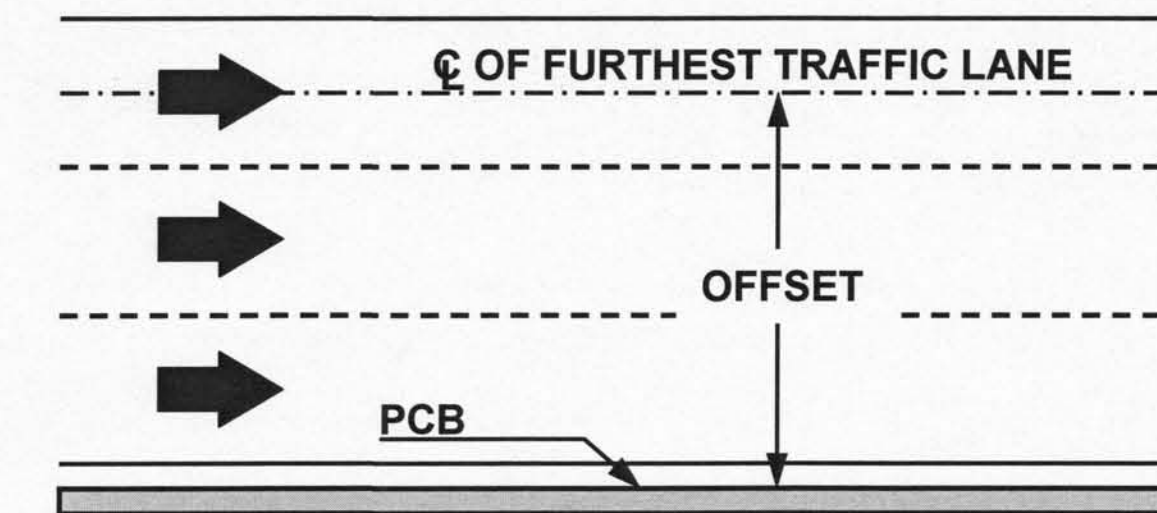 ℄ OF FURTHEST TRAFFIC LANE
OFFSET
PCB